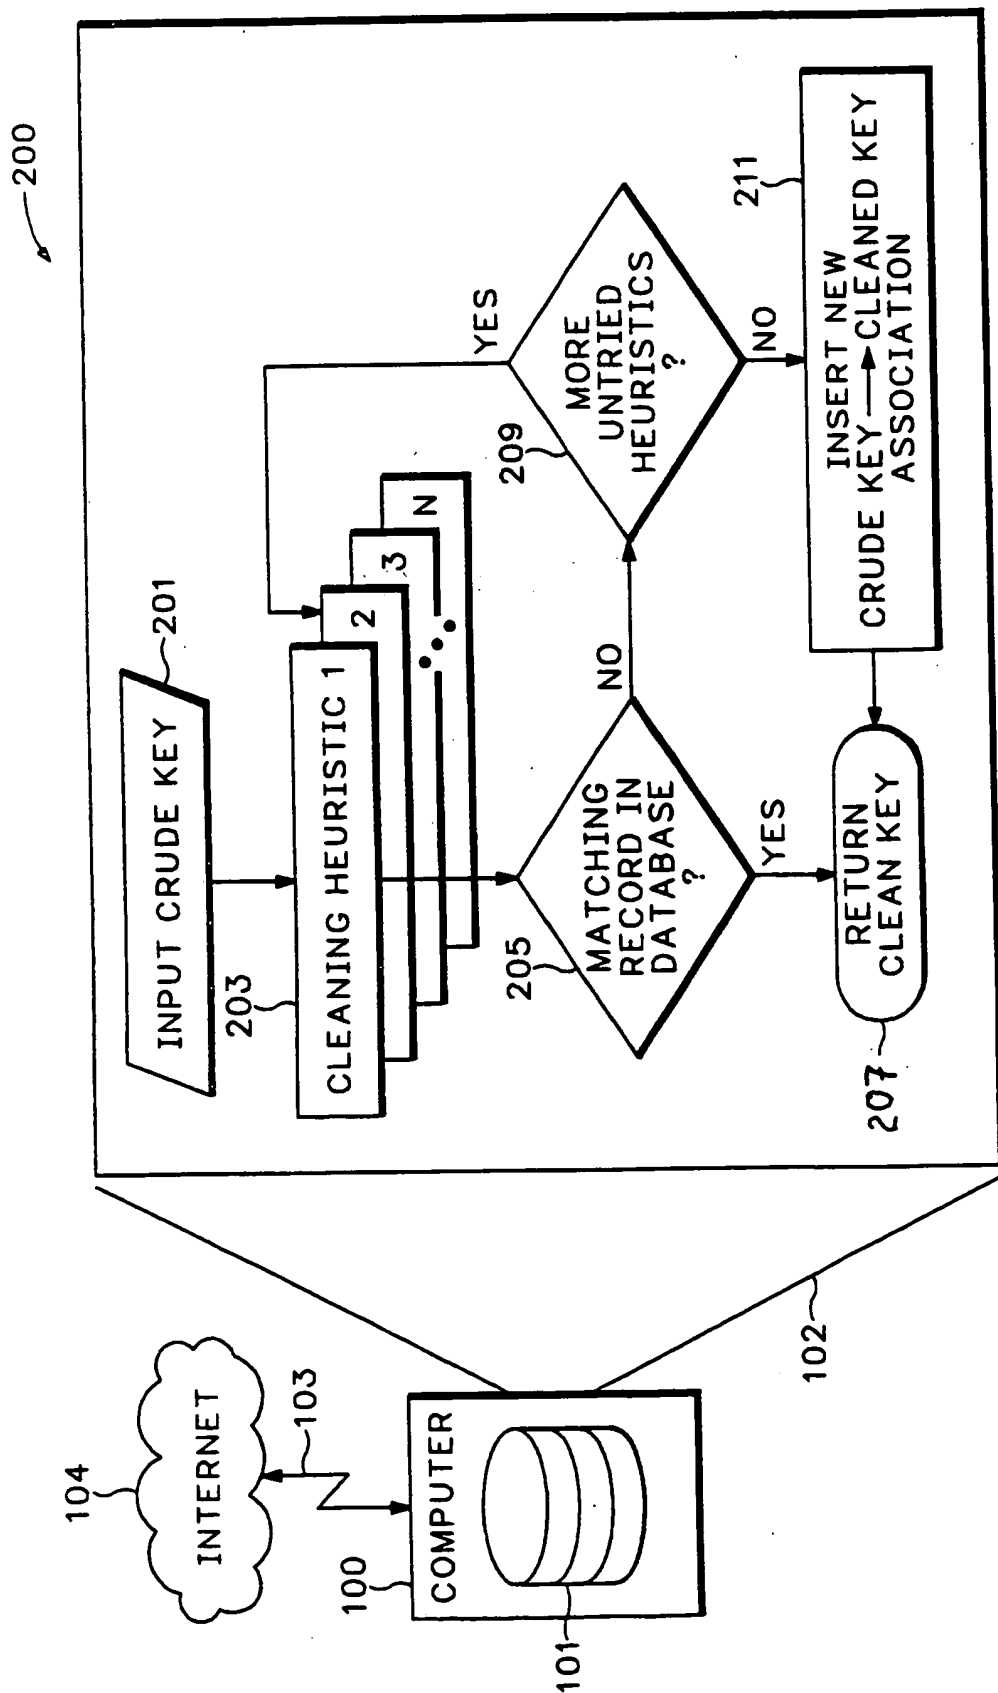 200
INPUT CRUDE KEY
201
203
CLEANING HEURISTIC 1
2
3
N
205
MATCHING
RECORD IN
DATABASE
?
NO
YES
209
MORE
UNTRIED
HEURISTICS
?
YES
NO
211
INSERT NEW
CRUDE KEY→CLEANED KEY
ASSOCIATION
RETURN
CLEAN KEY
207
104
INTERNET
103
100
COMPUTER
101
102